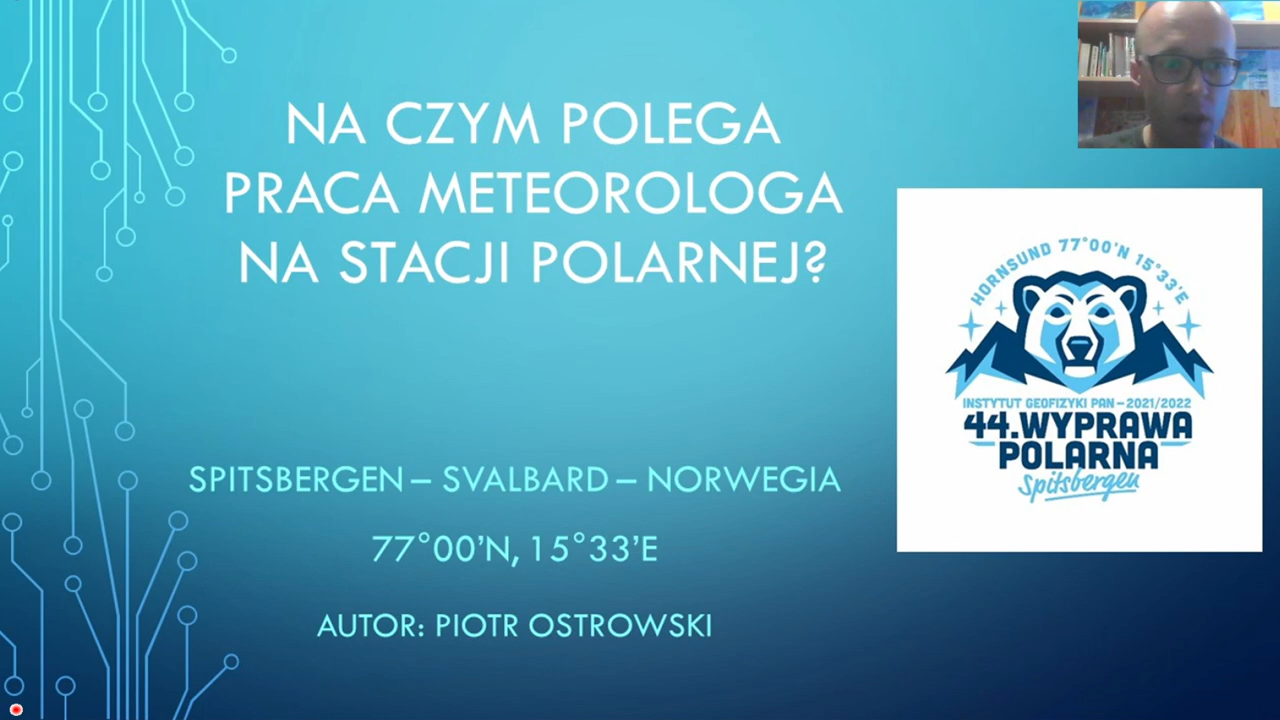 NA CZYM POLEGA
PRACA METEOROLOGA
NA STACJI POLARNEJ?
SPITSBERGEN – SVALBARD – NORWEGIA
77°00’N, 15°33’E
AUTOR: PIOTR OSTROWSKI
HORNSUND 77°00'N 15°33'E
INSTYTUT GEOFIZYKI PAN – 2021/2022
44.WYPRAWA
POLARNA
Spitsbergen